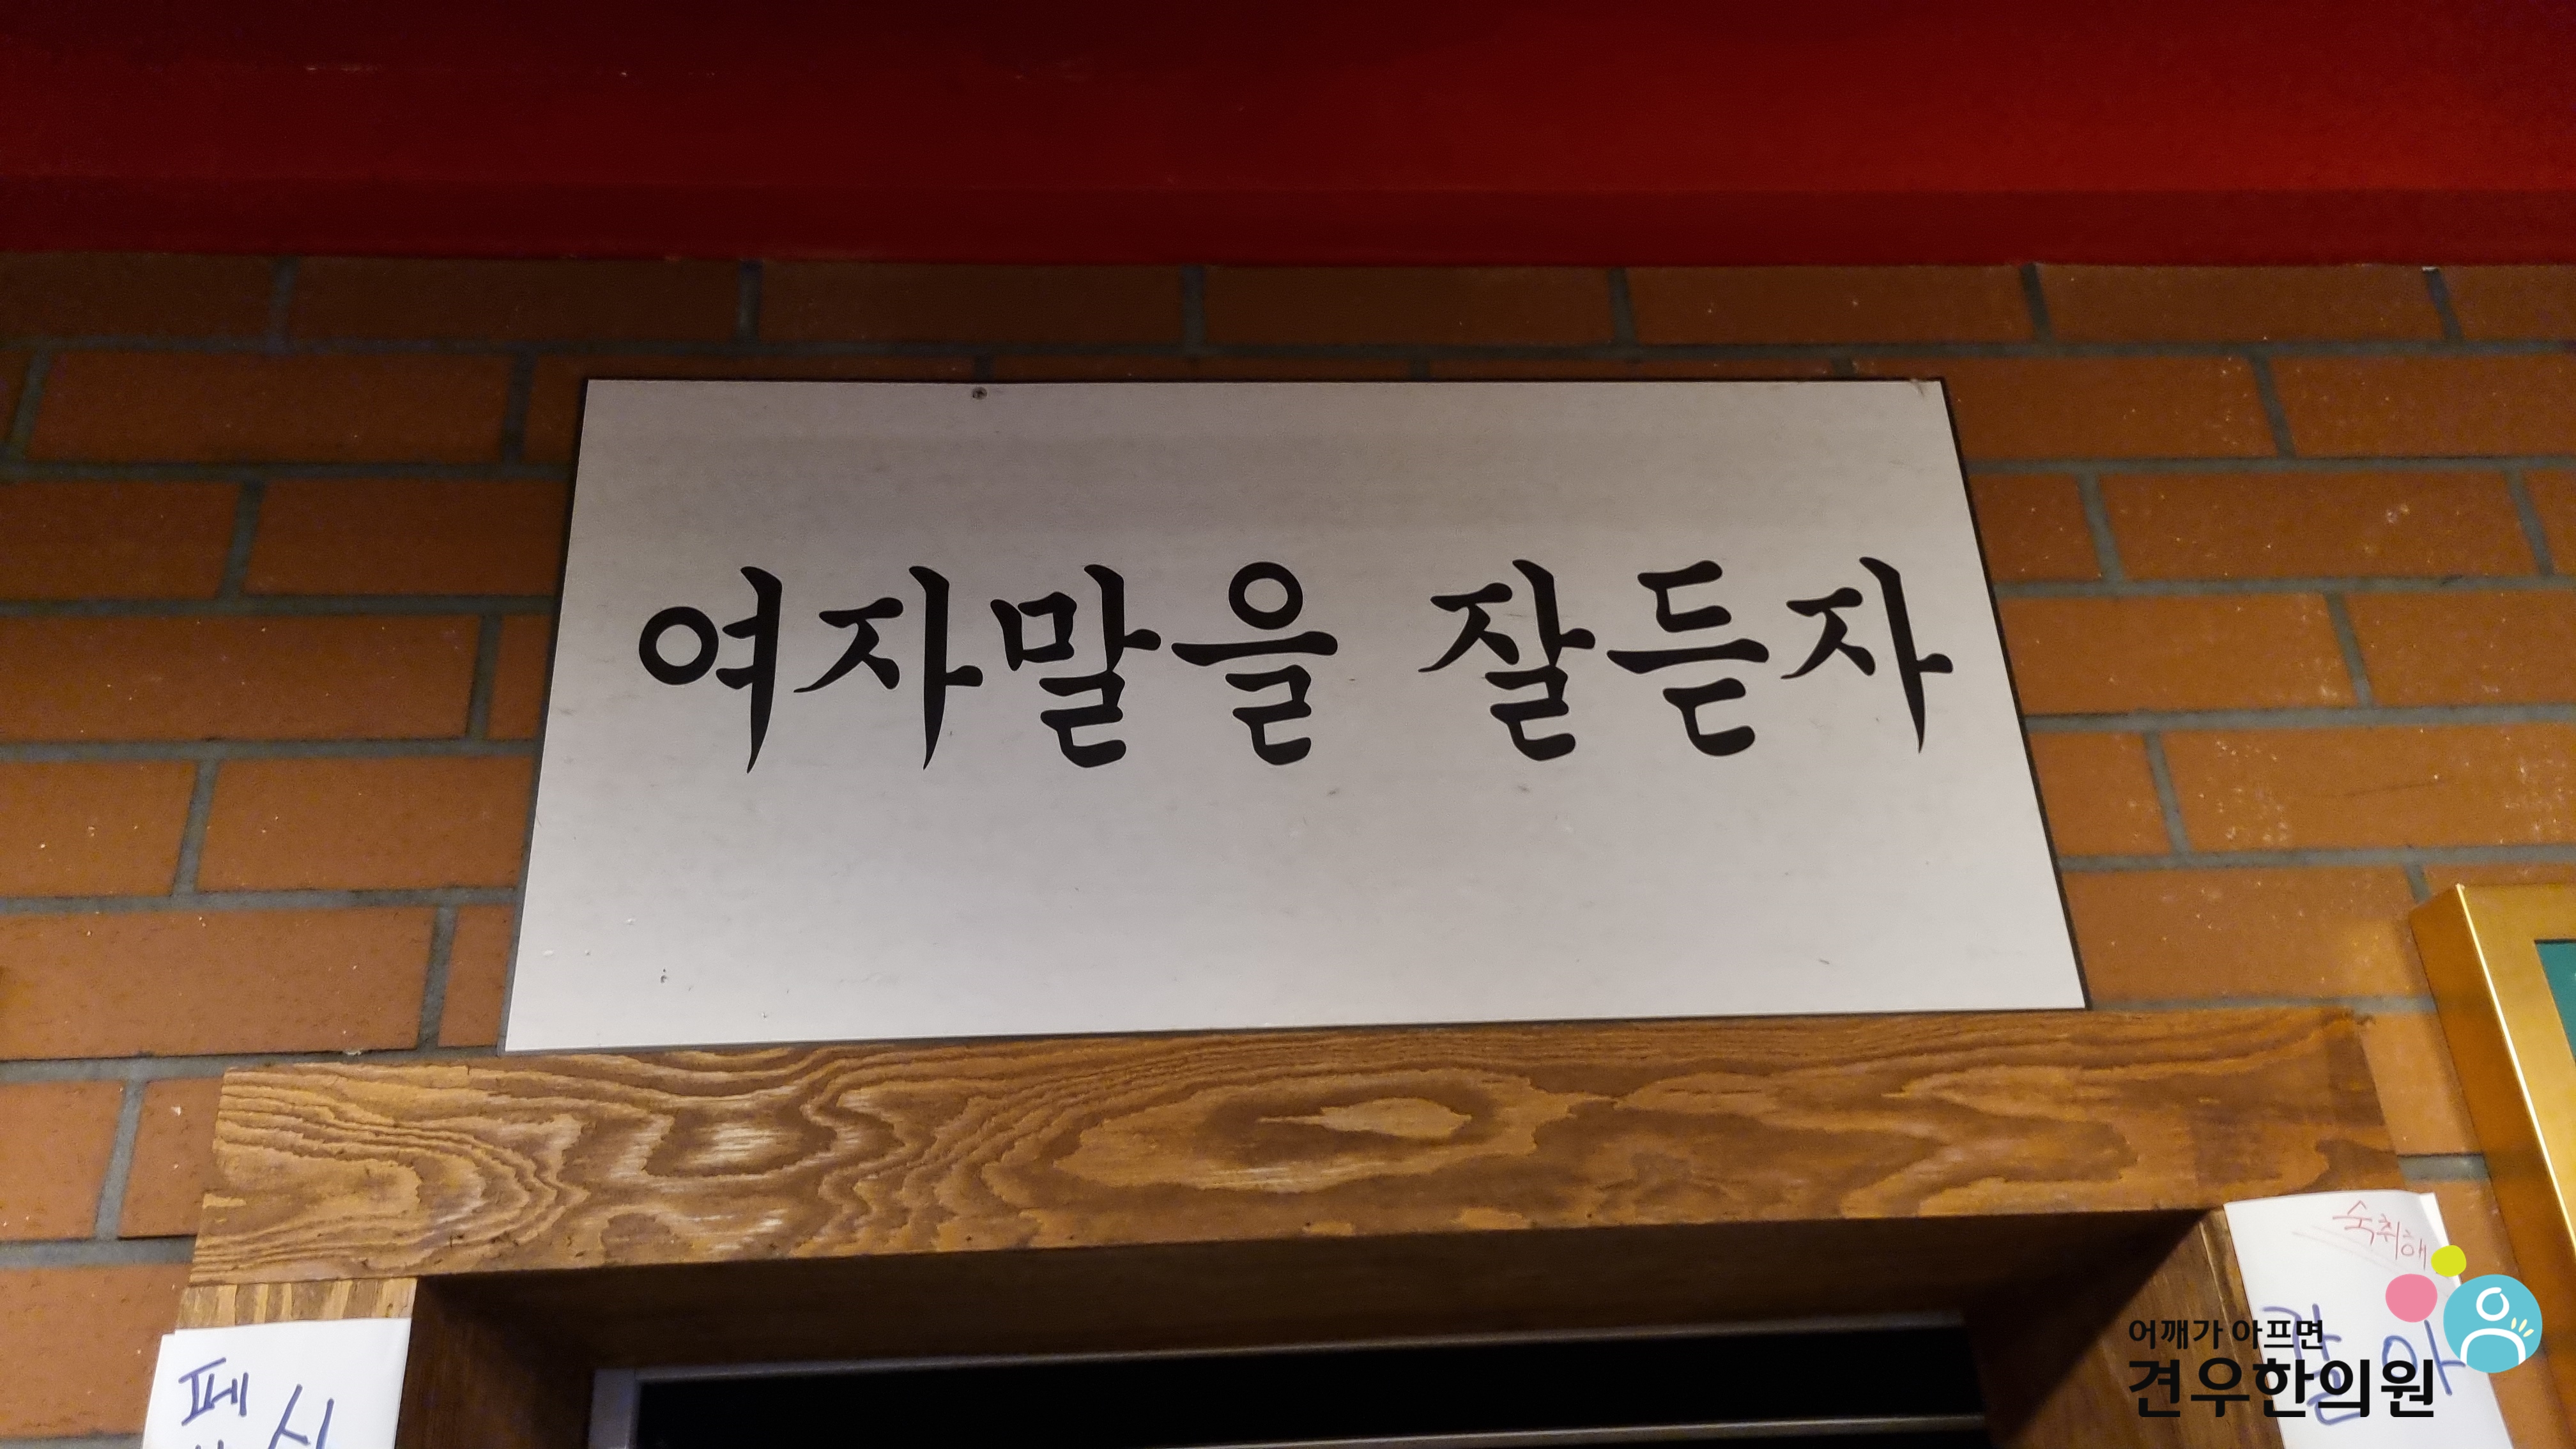 여자말을 잘듣자
숙취해
어깨가 아프면
견우한의원